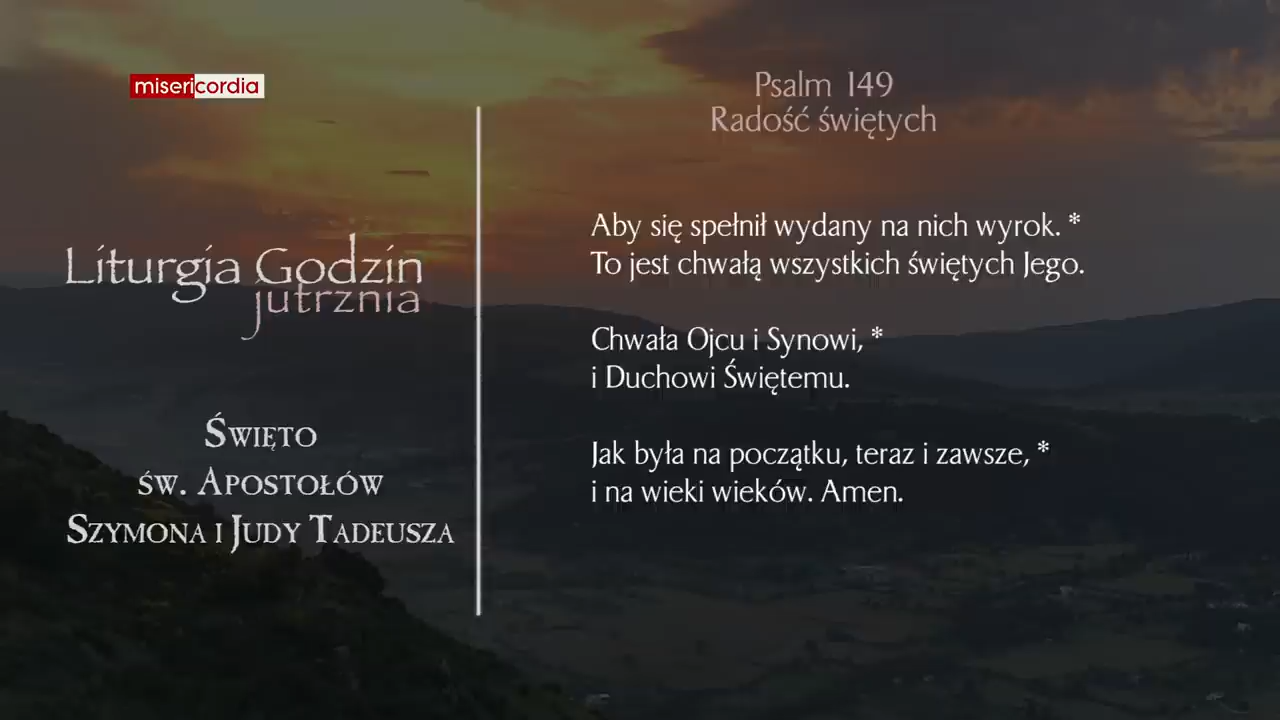 misericordia
Liturgia Godzin
jutrznia
Święto
św. Apostołów
Szymona i Judy Tadeusza
Psalm 149
Radość świętych
Aby się spełnił wydany na nich wyrok. *
To jest chwałą wszystkich świętych Jego.
Chwała Ojcu i Synowi, *
i Duchowi Świętemu.
Jak była na początku, teraz i zawsze, *
i na wieki wieków. Amen.